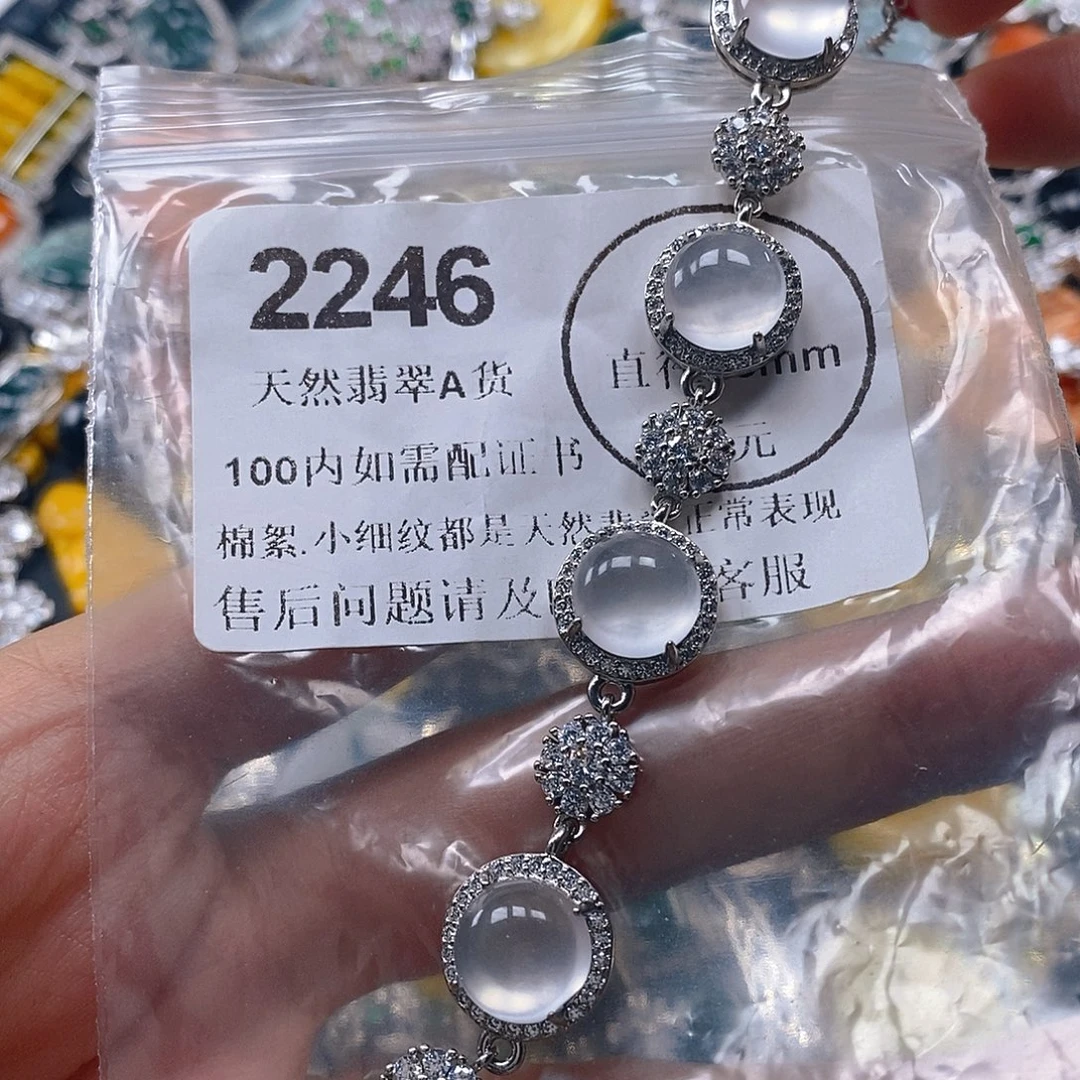 2246
天然翡翠A货
直 mm
元
100内如需配证书
棉絮.小细纹都是天然 正常表现
售后问题请及 客服